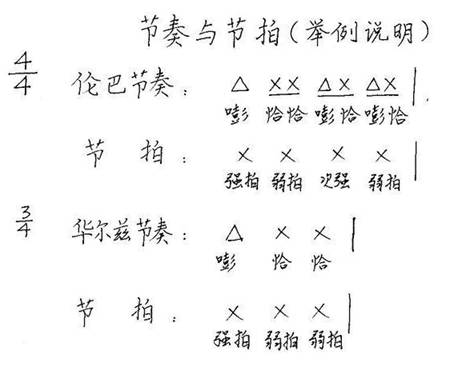 节奏与节拍(举例说明)
4/4 伦巴节奏: △ XX △X △X |
嘭 恰恰 嘭恰 嘭恰
节 拍: X X X X |
强拍 弱拍 次强 弱拍
3/4 华尔兹节奏: △ X X |
嘭 恰 恰
节 拍: X X X |
强拍 弱拍 弱拍